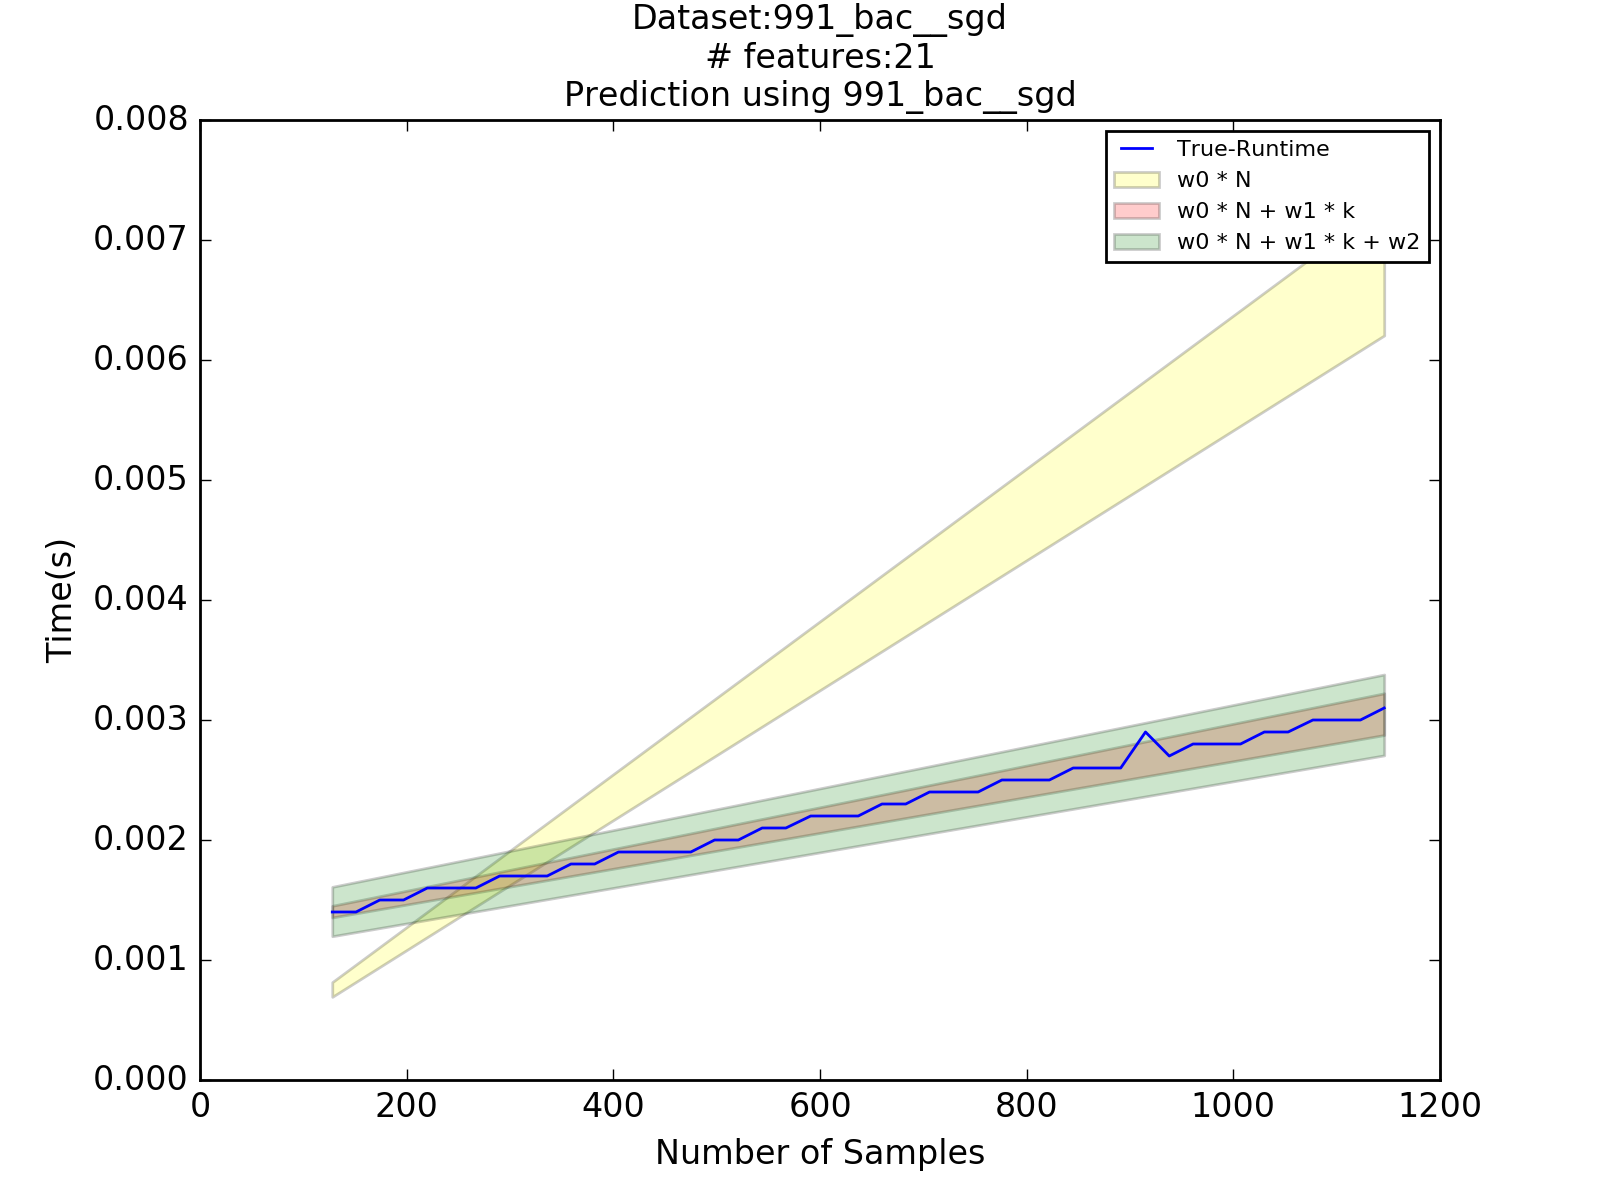 Dataset:991_bac__sgd
# features:21
Prediction using 991_bac__sgd
0.008
0.007
0.006
0.005
0.004
0.003
0.002
0.001
0.000
Time(s)
True-Runtime
w0 * N
w0 * N + w1 * k
w0 * N + w1 * k + w2
0 200 400 600 800 1000 1200
Number of Samples